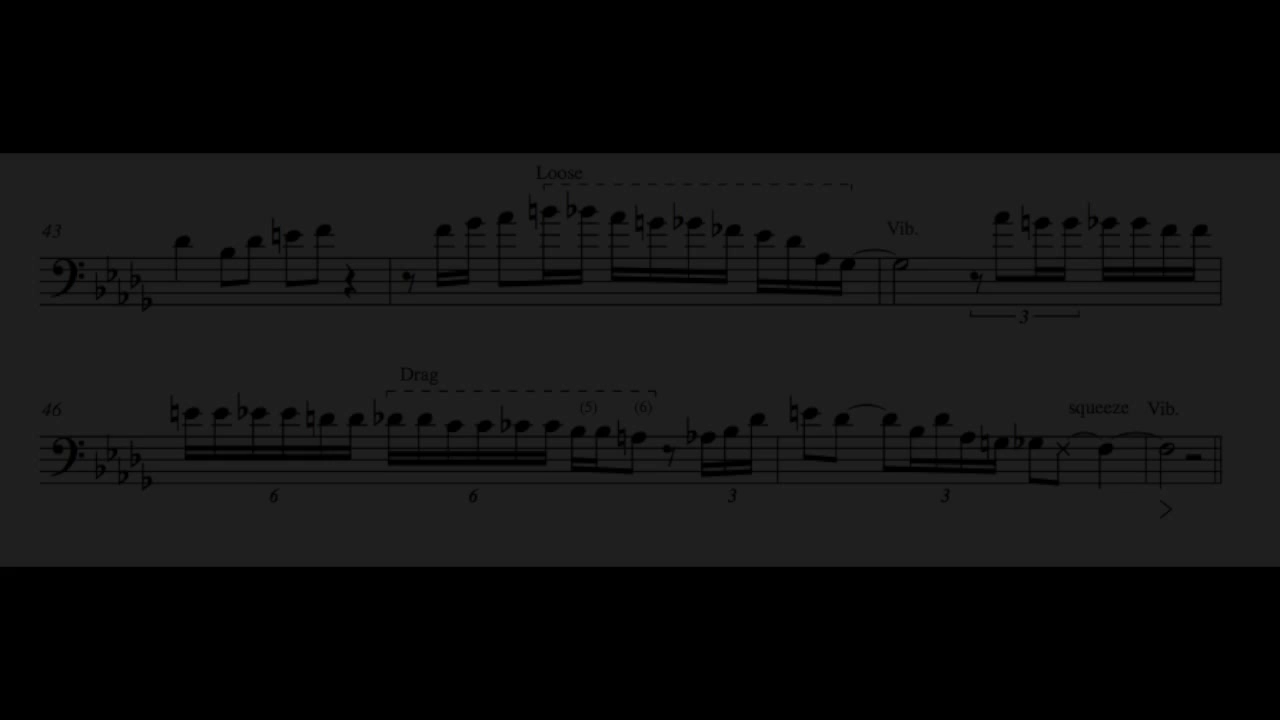 Loose
43
Vib.
3
Drag
46
(5) (6)
squeeze Vib.
6 6 3 3